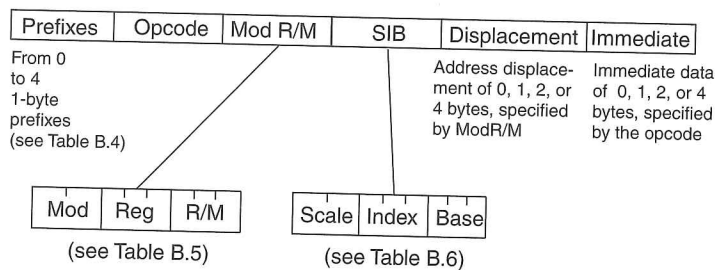 Prefixes Opcode Mod R/M SIB Displacement Immediate
From 0
to 4
1-byte
prefixes
(see Table B.4)
Address displace-
ment of 0, 1, 2, or
4 bytes, specified
by ModR/M
Immediate data
of 0, 1, 2, or 4
bytes, specified
by the opcode
Mod Reg R/M
(see Table B.5)
Scale Index Base
(see Table B.6)